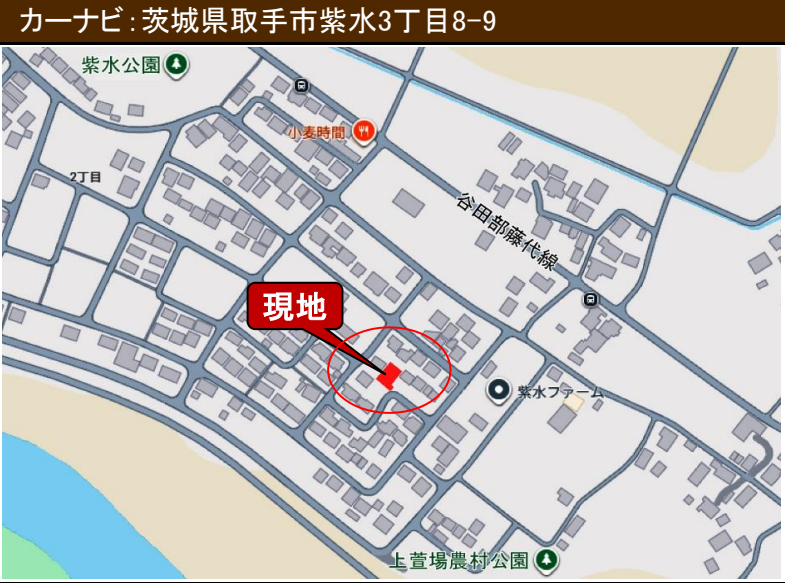 カーナビ：茨城県取手市紫水3丁目8−9
紫水公園
小麦時間
2丁目
谷田部藤代線
現地
紫水ファーム
上萱場農村公園